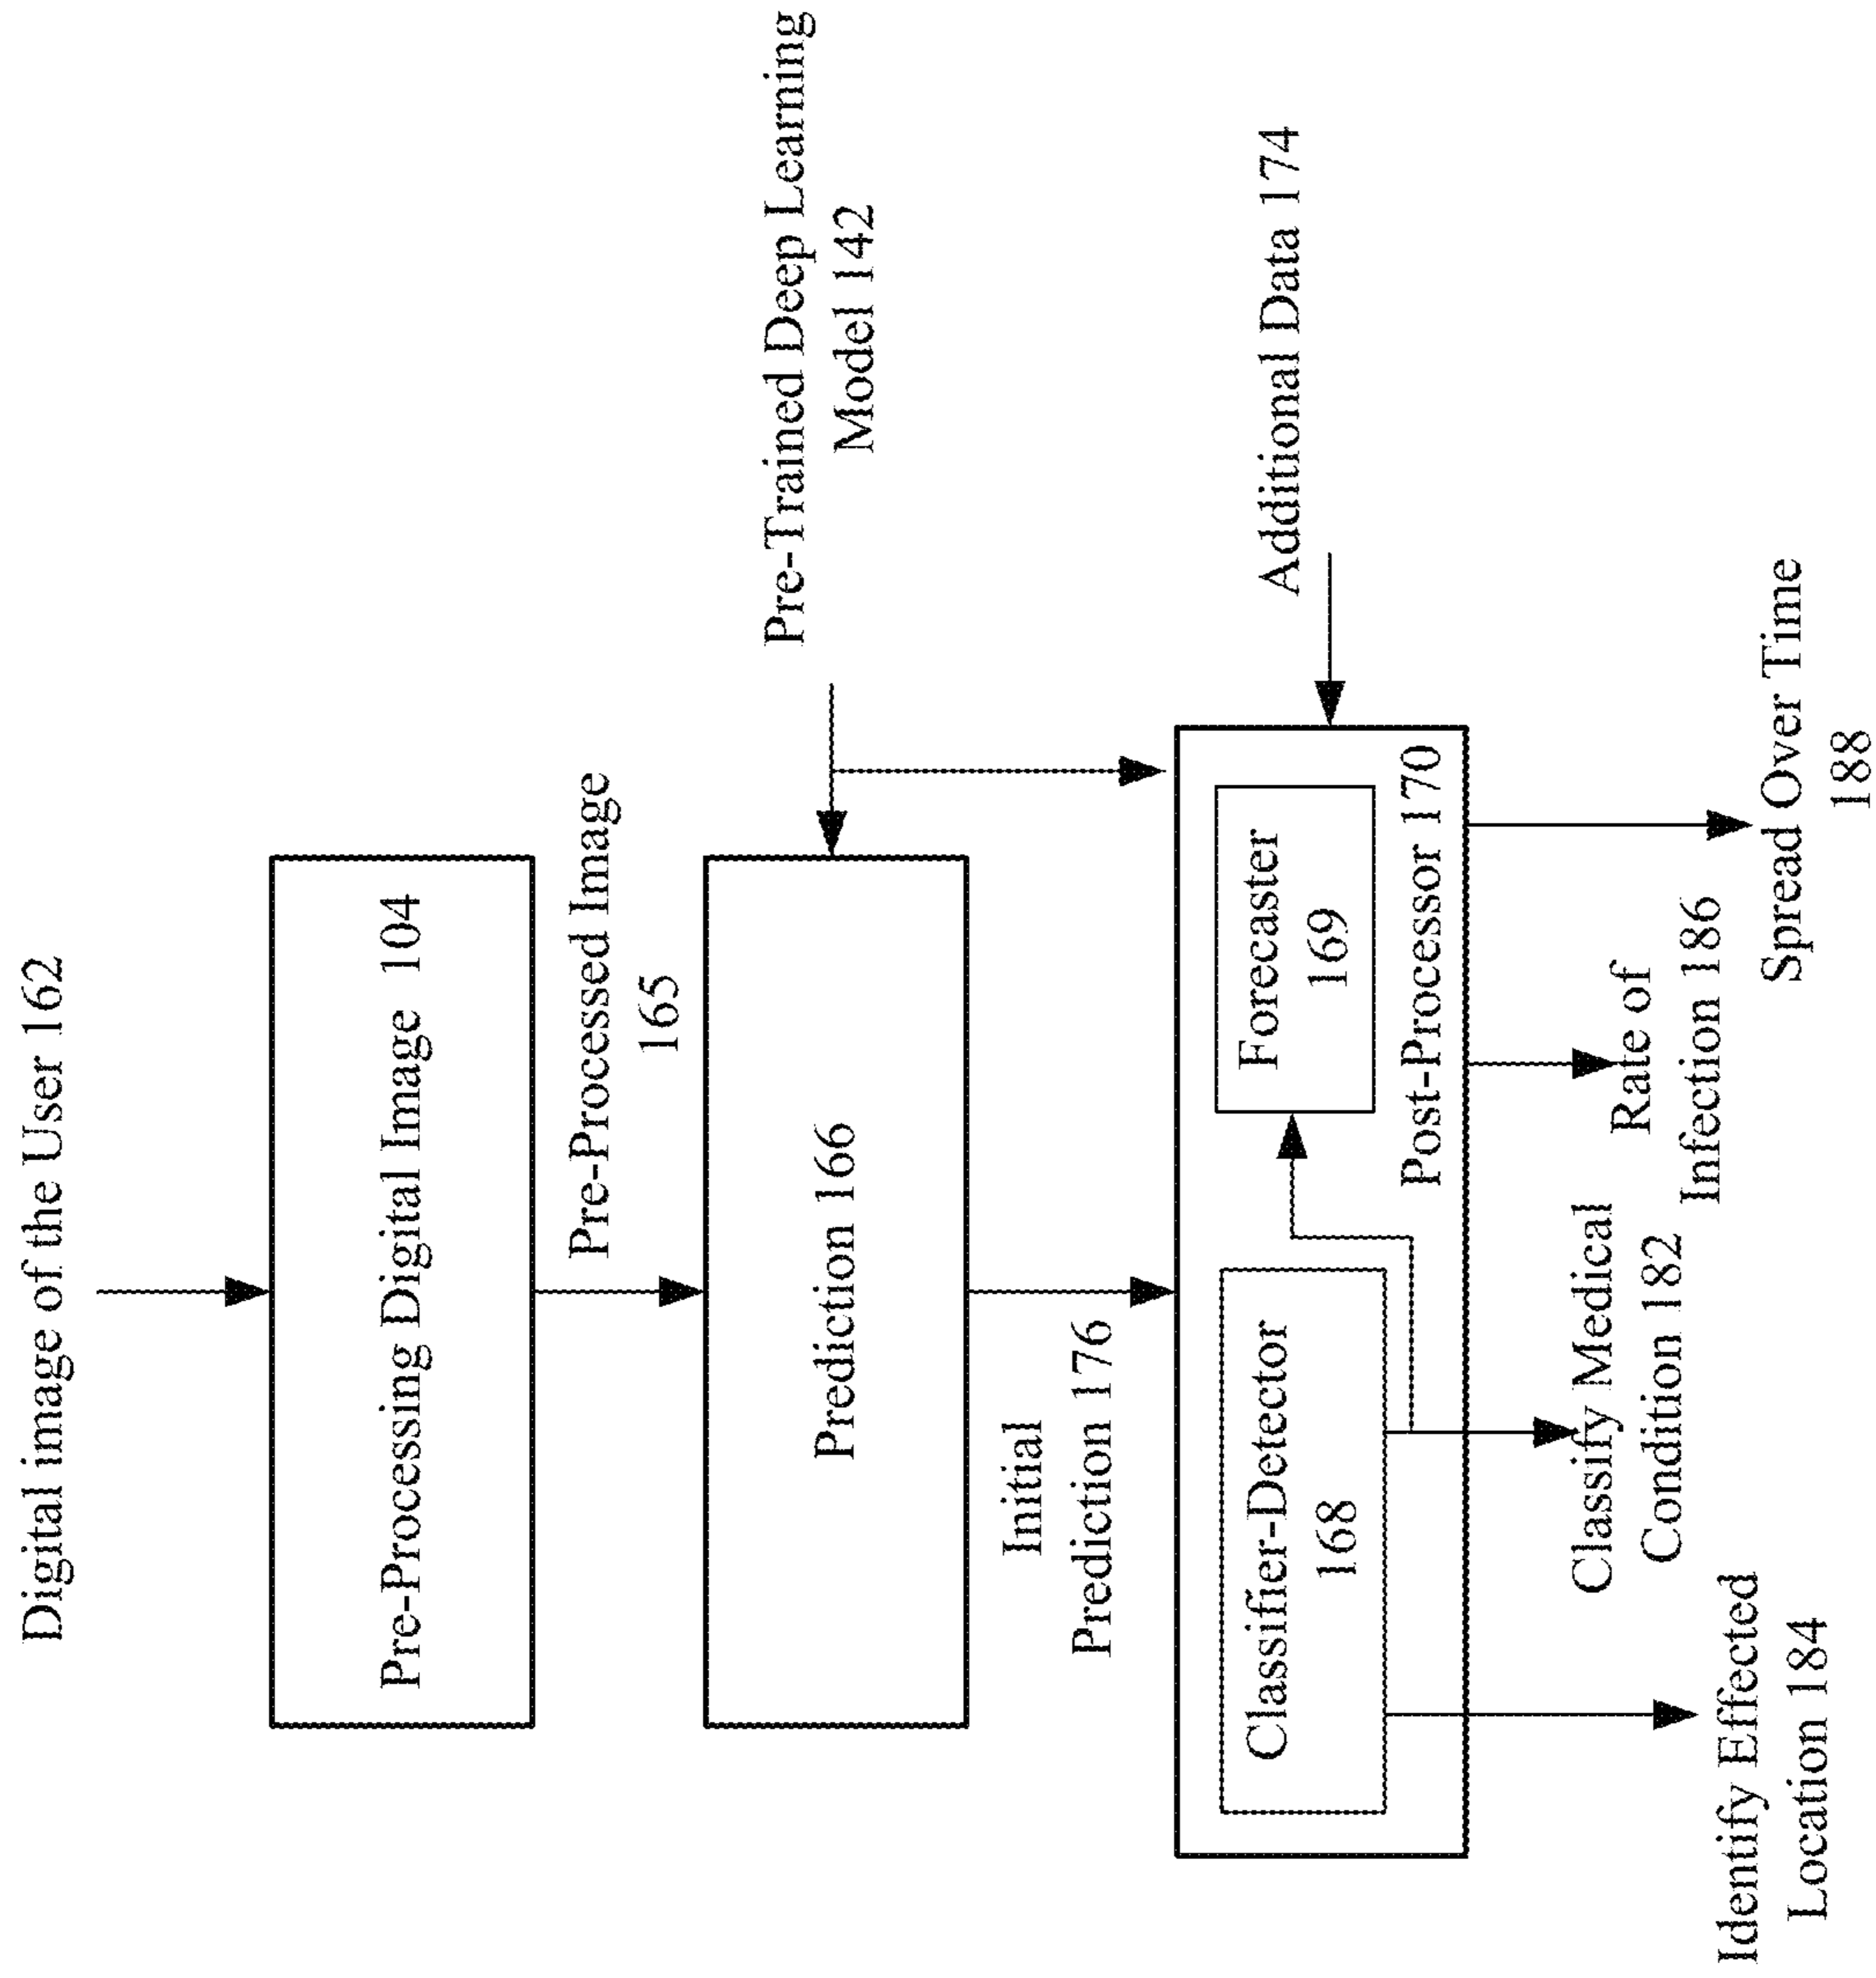 Digital image of the User 162
Pre-Processing Digital Image 104
Pre-Processed Image
165
Pre-Trained Deep Learning
Model 142
Prediction 166
Initial
Prediction 176
Additional Data 174
Classifier-Detector
168
Forecaster
169
Post-Processor 170
Identify Effected
Location 184
Classify Medical
Condition 182
Rate of
Infection 186
Spread Over Time
188